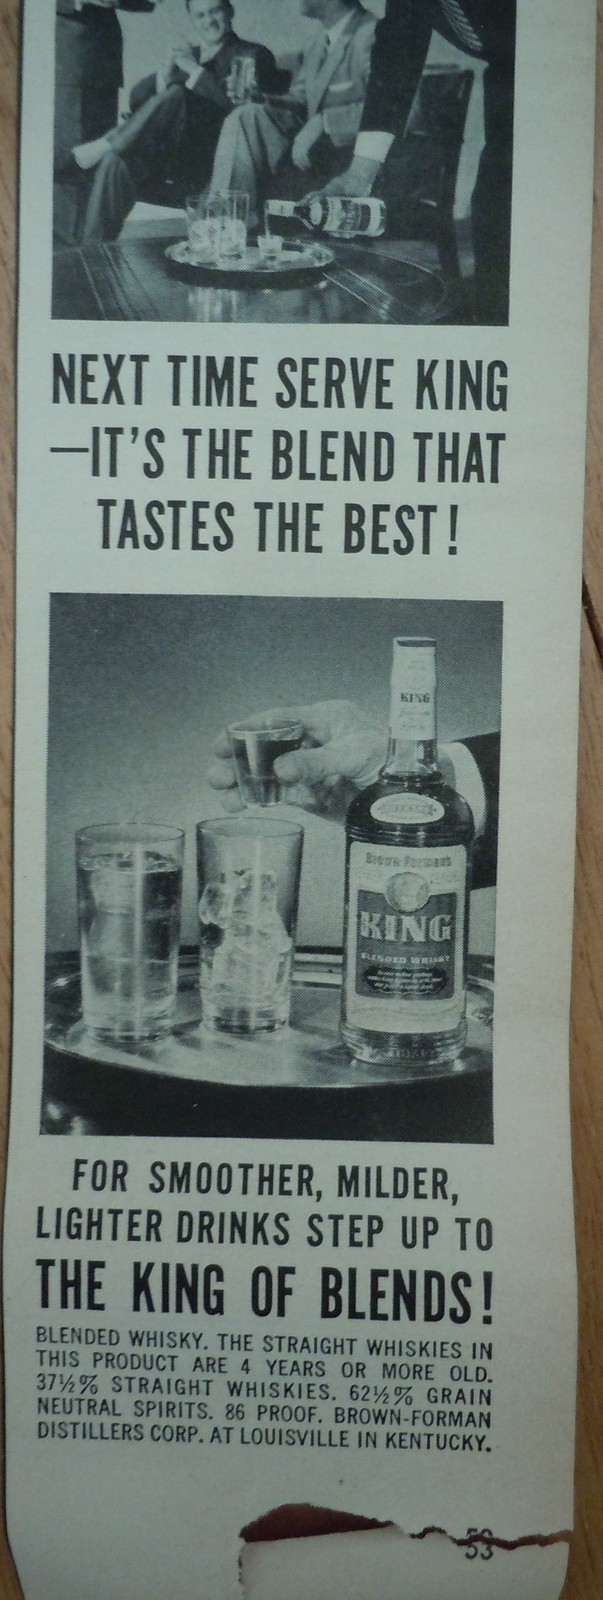 NEXT TIME SERVE KING
—IT'S THE BLEND THAT
TASTES THE BEST!
KING
Brown-Forman's
KING
BLENDED WHISKY
FOR SMOOTHER, MILDER,
LIGHTER DRINKS STEP UP TO
THE KING OF BLENDS!
BLENDED WHISKY. THE STRAIGHT WHISKIES IN
THIS PRODUCT ARE 4 YEARS OR MORE OLD.
37½% STRAIGHT WHISKIES. 62½% GRAIN
NEUTRAL SPIRITS. 86 PROOF. BROWN-FORMAN
DISTILLERS CORP. AT LOUISVILLE IN KENTUCKY.
53